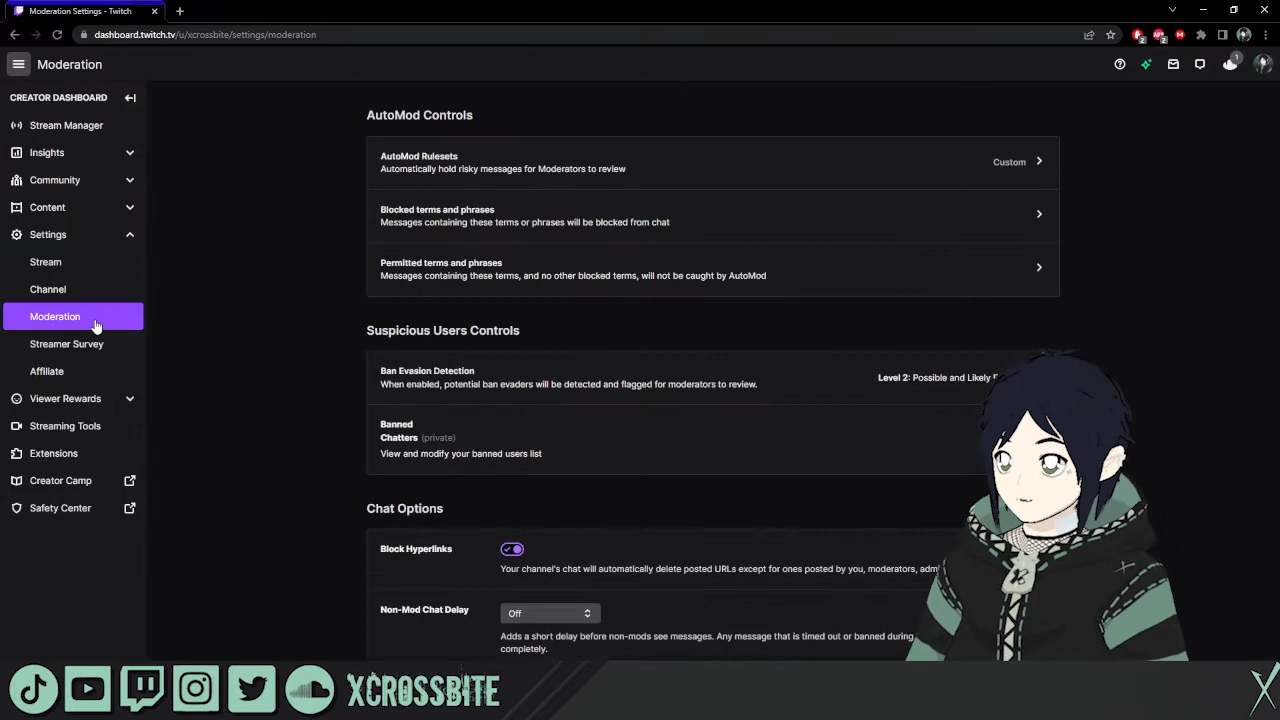 Moderation Settings - Twitch
dashboard.twitch.tv/u/xcrossbite/settings/moderation
2
2
Moderation
1
CREATOR DASHBOARD
Stream Manager
Insights
Community
Content
Settings
Stream
Channel
Moderation
Streamer Survey
Affiliate
Viewer Rewards
Streaming Tools
Extensions
Creator Camp
Safety Center
AutoMod Controls
AutoMod Rulesets
Automatically hold risky messages for Moderators to review
Custom
Blocked terms and phrases
Messages containing these terms or phrases will be blocked from chat
Permitted terms and phrases
Messages containing these terms, and no other blocked terms, will not be caught by AutoMod
Suspicious Users Controls
Ban Evasion Detection
When enabled, potential ban evaders will be detected and flagged for moderators to review.
Level 2: Possible and Likely
Banned
Chatters (private)
View and modify your banned users list
Chat Options
Block Hyperlinks
Your channel's chat will automatically delete posted URLs except for ones posted by you, moderators,
Non-Mod Chat Delay
Off
Adds a short delay before non-mods see messages. Any message that is timed out or banned during
completely.
XCROSSBITE
X